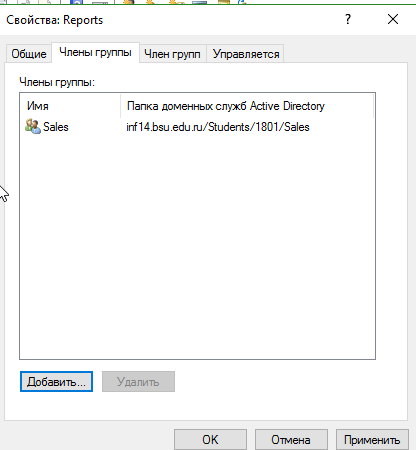 Свойства: Reports
Общие Члены группы Член групп Управляется
Члены группы:
Имя Папка доменных служб Active Directory
Sales inf14.bsu.edu.ru/Students/1801/Sales
Добавить... Удалить
OK Отмена Применить